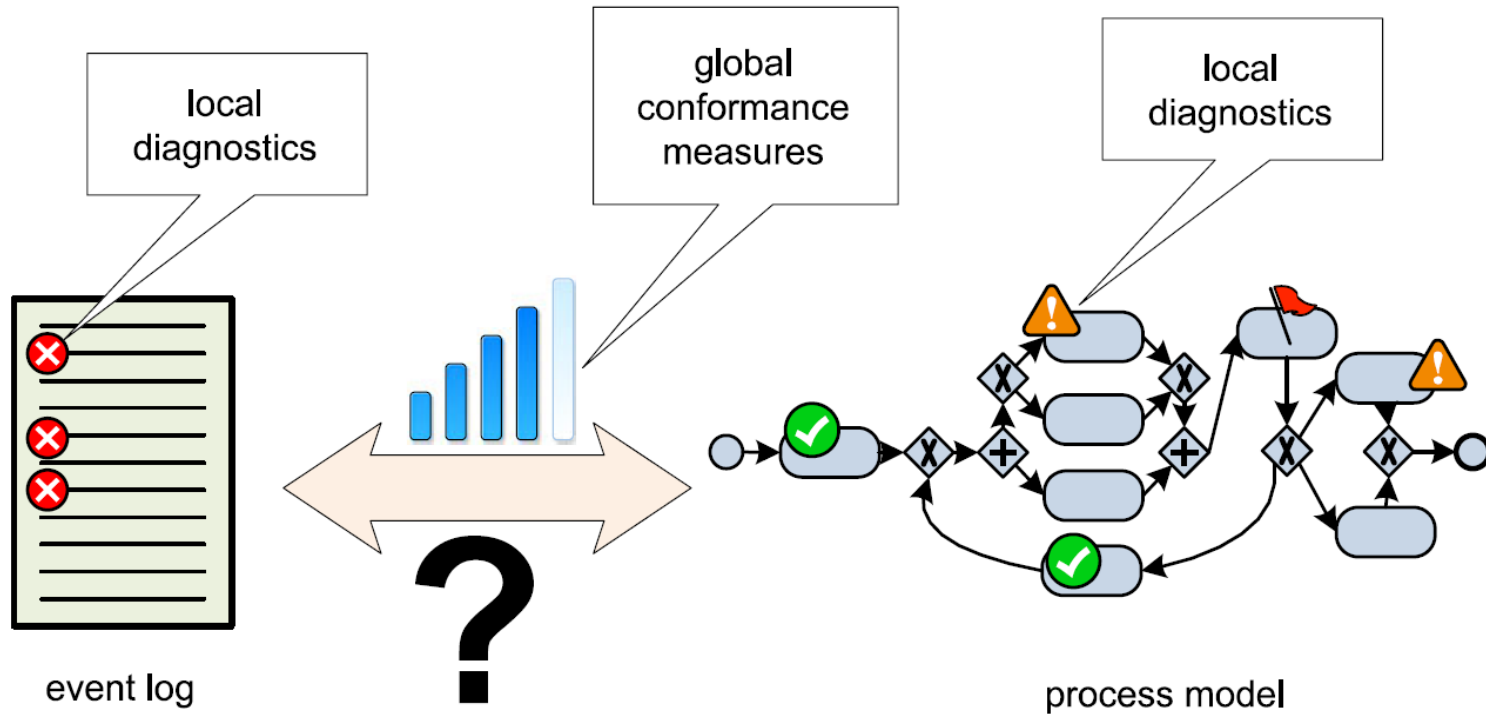 local
diagnostics
global
conformance
measures
local
diagnostics
?
event log
process model